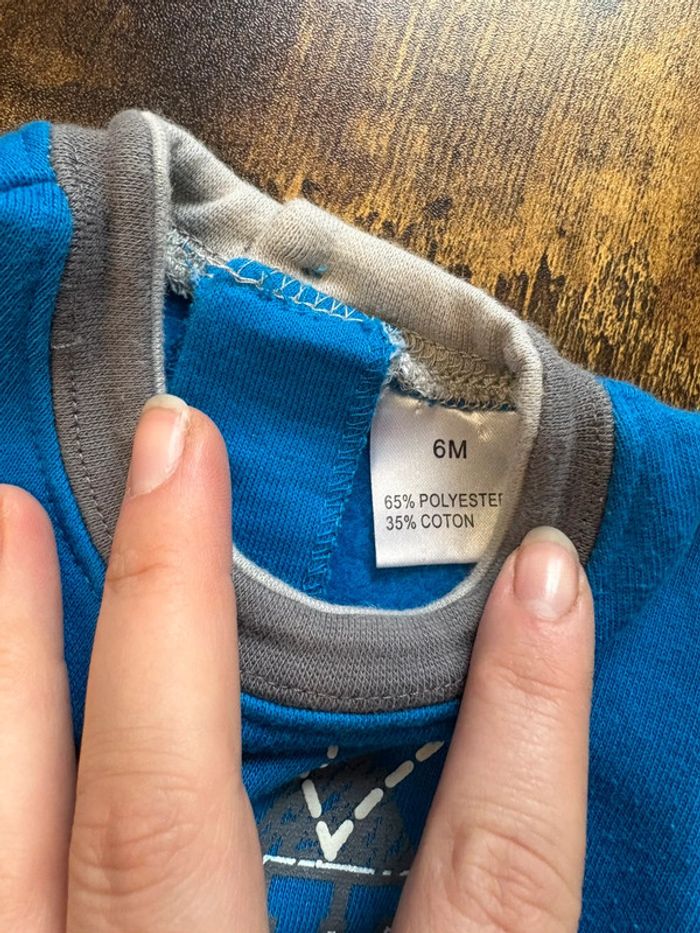 6M
65% POLYESTER
35% COTON